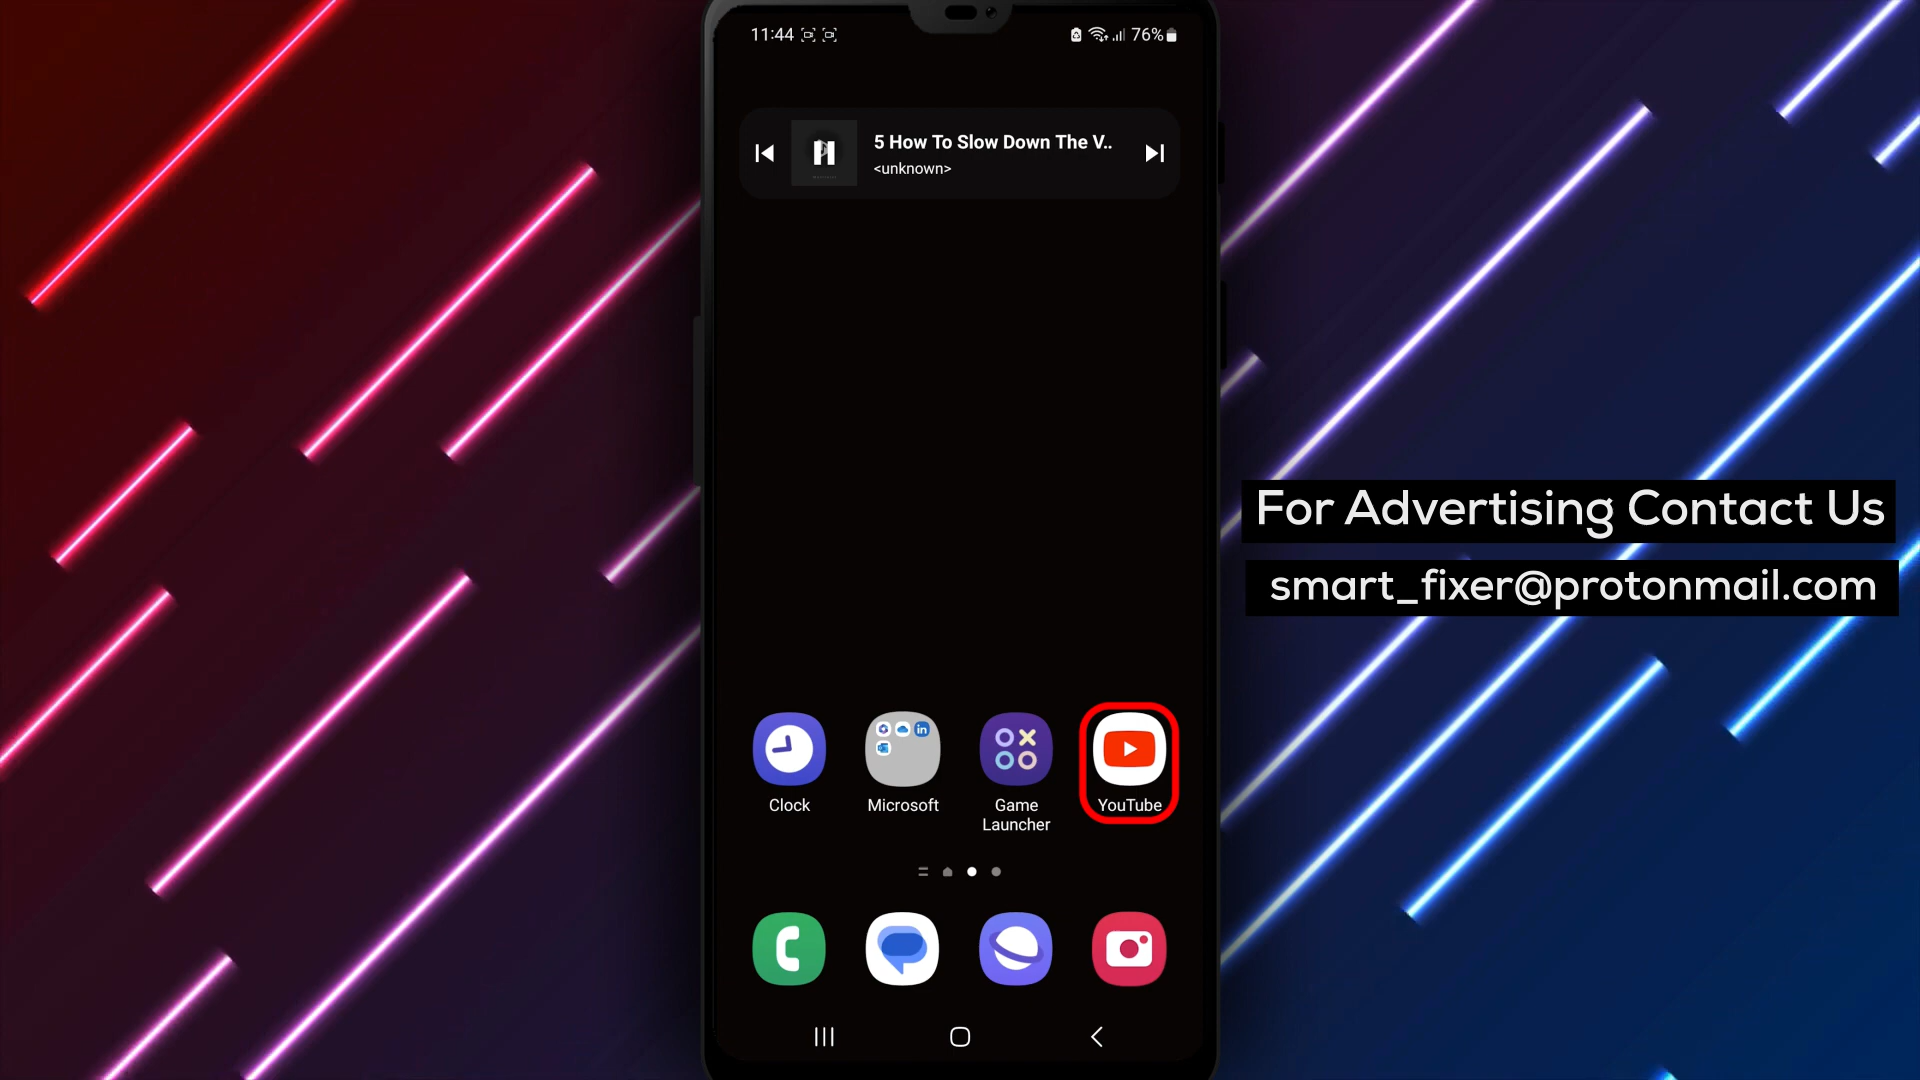 11:44
76%
5 How To Slow Down The V..
<unknown>
For Advertising Contact Us
smart_fixer@protonmail.com
Clock
Microsoft
Game
Launcher
YouTube